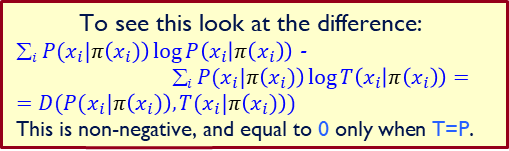 To see this look at the difference:
∑ᵢ P(xᵢ|π(xᵢ)) log P(xᵢ|π(xᵢ)) -
∑ᵢ P(xᵢ|π(xᵢ)) log T(xᵢ|π(xᵢ)) =
= D(P(xᵢ|π(xᵢ)),T(xᵢ|π(xᵢ)))
This is non-negative, and equal to 0 only when T=P.